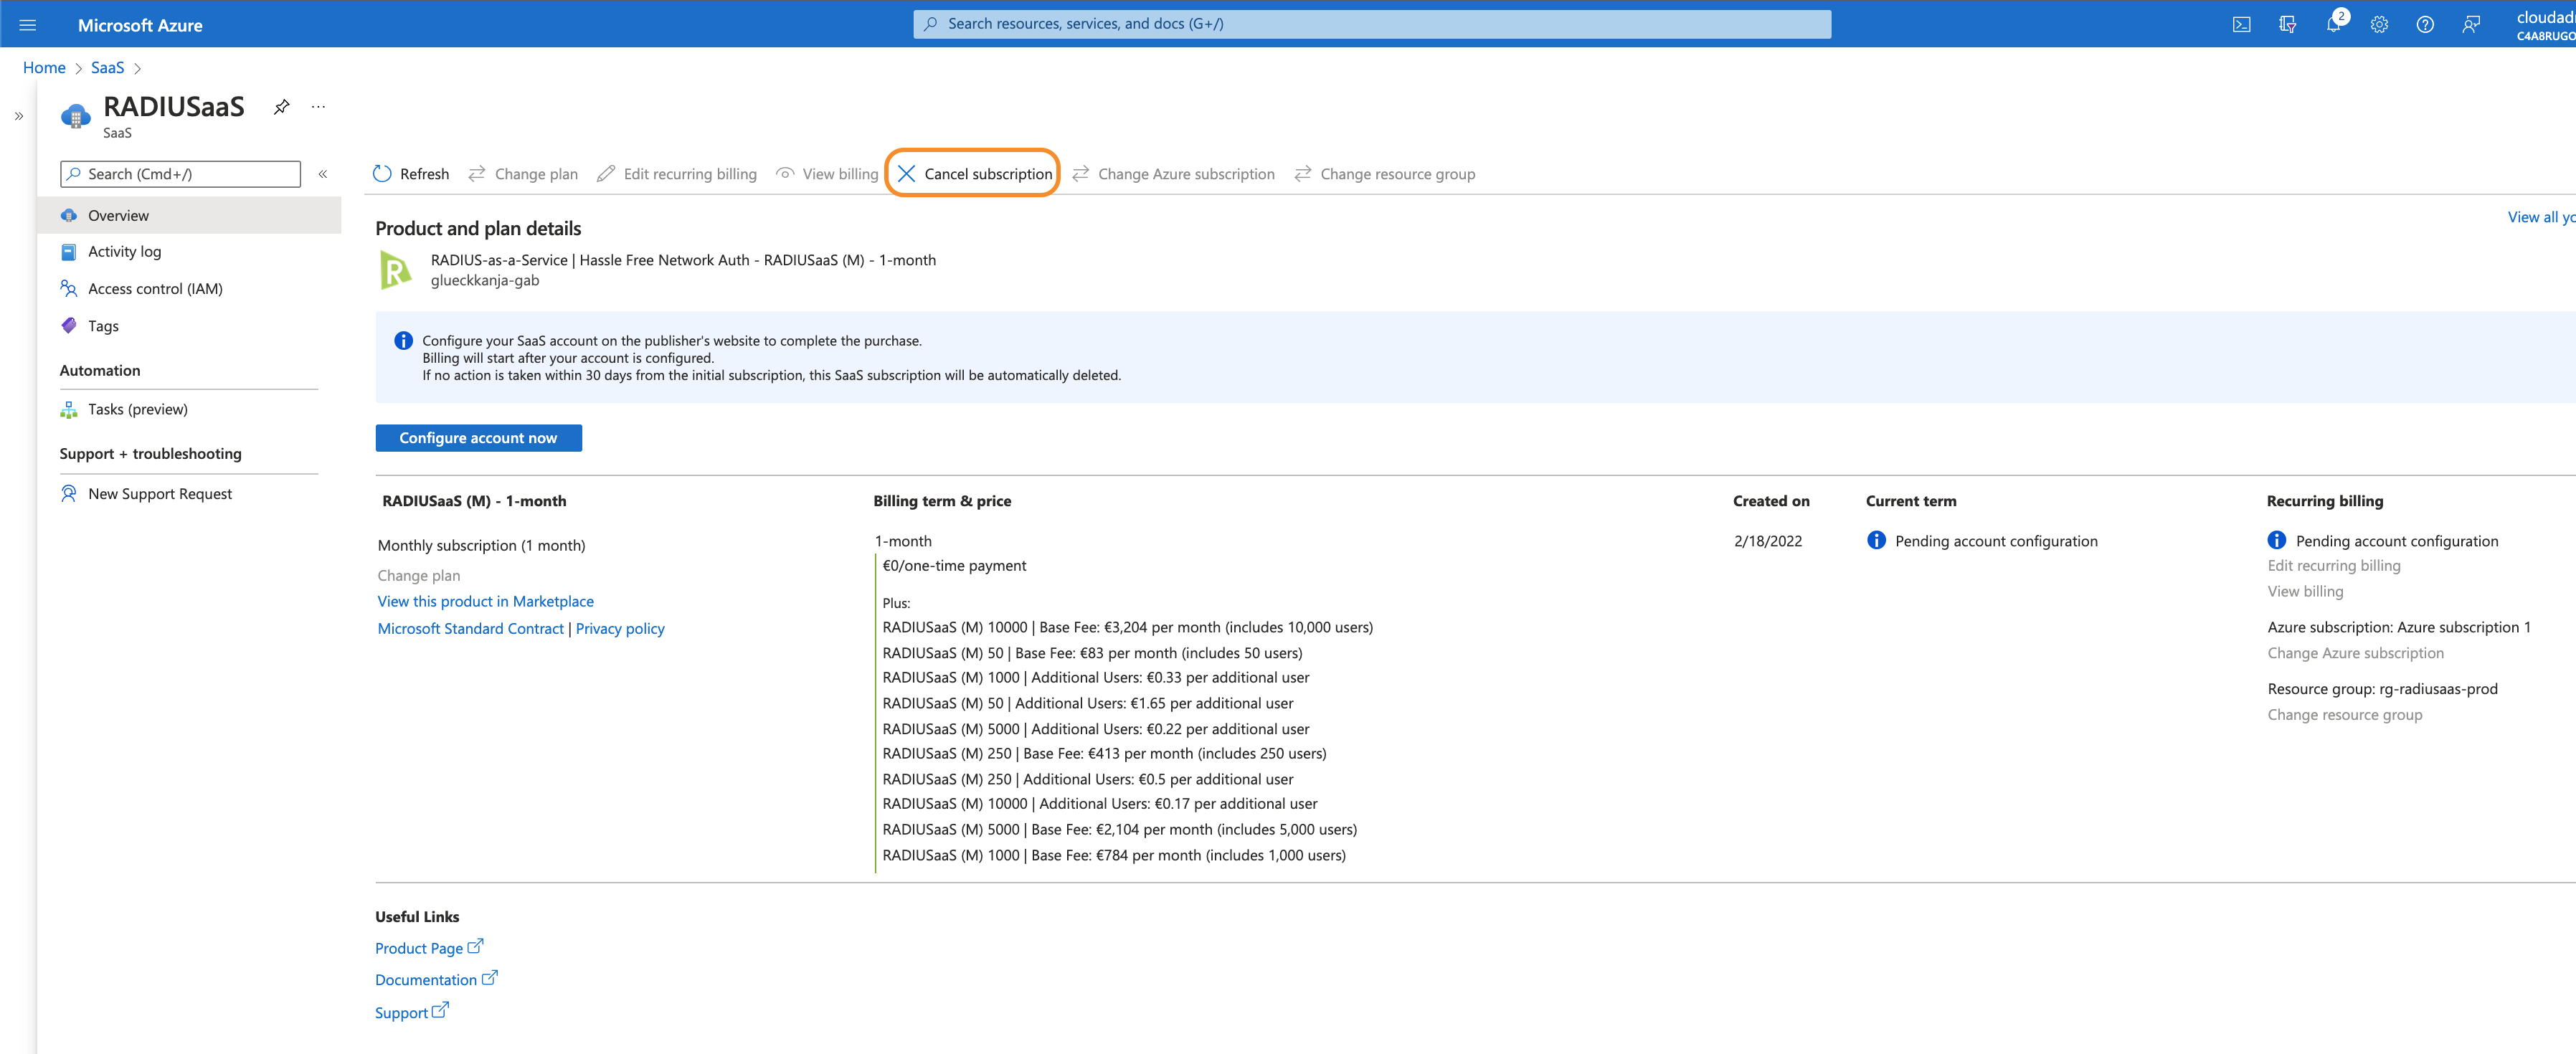 Microsoft Azure
Search resources, services, and docs (G+/)
2
Home > SaaS >
RADIUSaaS
SaaS
Search (Cmd+/)
Overview
Activity log
Access control (IAM)
Tags
Automation
Tasks (preview)
Support + troubleshooting
New Support Request
Refresh
Change plan
Edit recurring billing
View billing
Cancel subscription
Change Azure subscription
Change resource group
Product and plan details
View all
RADIUS-as-a-Service | Hassle Free Network Auth - RADIUSaaS (M) - 1-month
glueckkanja-gab
Configure your SaaS account on the publisher's website to complete the purchase.
Billing will start after your account is configured.
If no action is taken within 30 days from the initial subscription, this SaaS subscription will be automatically deleted.
Configure account now
RADIUSaaS (M) - 1-month
Monthly subscription (1 month)
Change plan
View this product in Marketplace
Microsoft Standard Contract | Privacy policy
Billing term & price
1-month
€0/one-time payment
Plus:
RADIUSaaS (M) 10000 | Base Fee: €3,204 per month (includes 10,000 users)
RADIUSaaS (M) 50 | Base Fee: €83 per month (includes 50 users)
RADIUSaaS (M) 1000 | Additional Users: €0.33 per additional user
RADIUSaaS (M) 50 | Additional Users: €1.65 per additional user
RADIUSaaS (M) 5000 | Additional Users: €0.22 per additional user
RADIUSaaS (M) 250 | Base Fee: €413 per month (includes 250 users)
RADIUSaaS (M) 250 | Additional Users: €0.5 per additional user
RADIUSaaS (M) 10000 | Additional Users: €0.17 per additional user
RADIUSaaS (M) 5000 | Base Fee: €2,104 per month (includes 5,000 users)
RADIUSaaS (M) 1000 | Base Fee: €784 per month (includes 1,000 users)
Created on
2/18/2022
Current term
Pending account configuration
Recurring billing
Pending account configuration
Edit recurring billing
View billing
Azure subscription: Azure subscription 1
Change Azure subscription
Resource group: rg-radiusaas-prod
Change resource group
Useful Links
Product Page
Documentation
Support